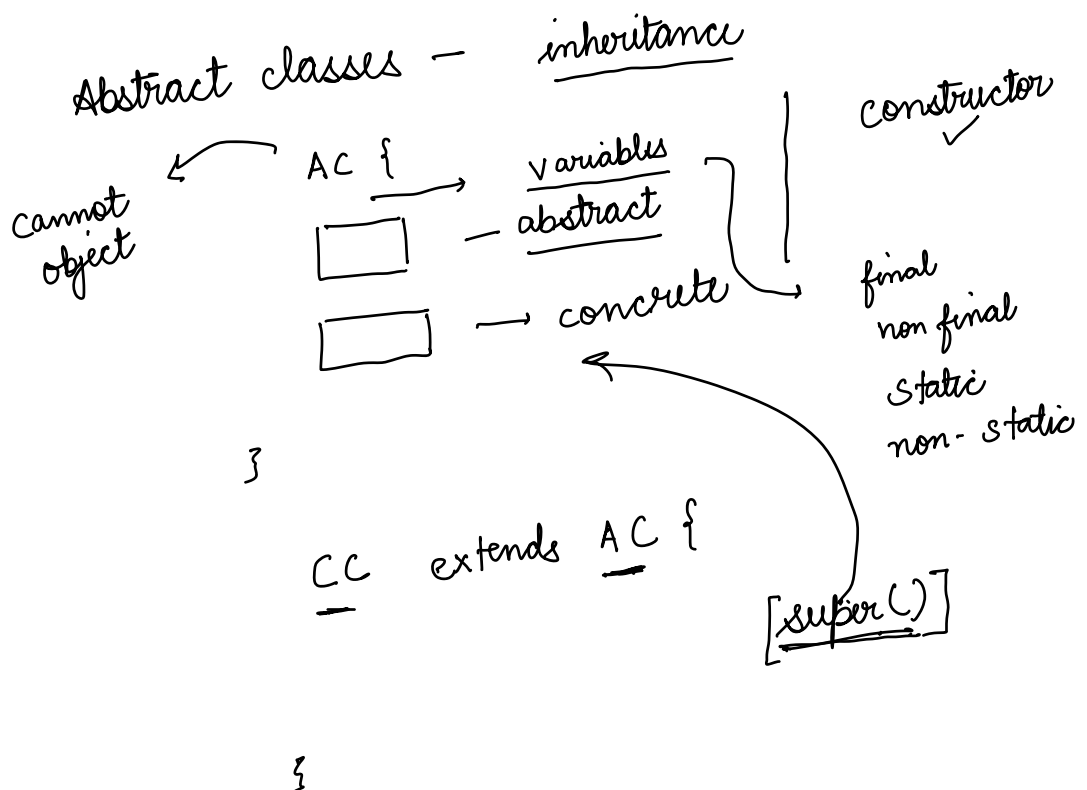 Abstract classes - inheritance
constructor
AC {
variables
cannot
object
- abstract
final
→ concrete
non final
static
non-static
}
CC extends AC {
[super()]
{